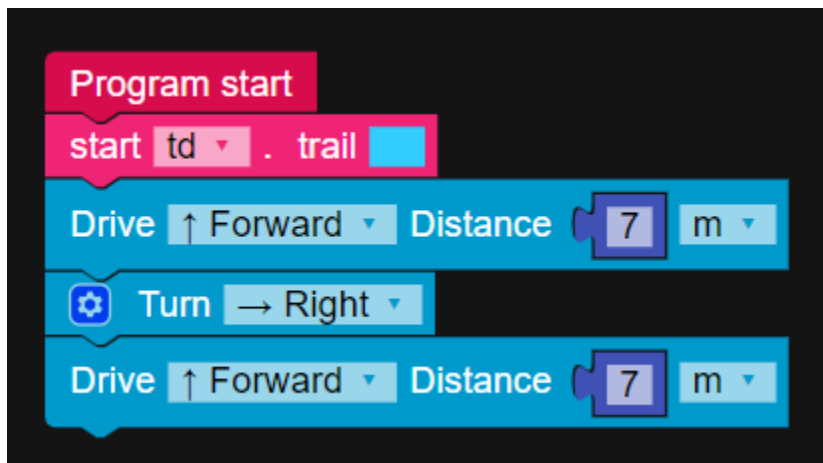 Program start
start td ▾ . trail
Drive ↑ Forward ▾ Distance 7 m ▾
Turn → Right ▾
Drive ↑ Forward ▾ Distance 7 m ▾